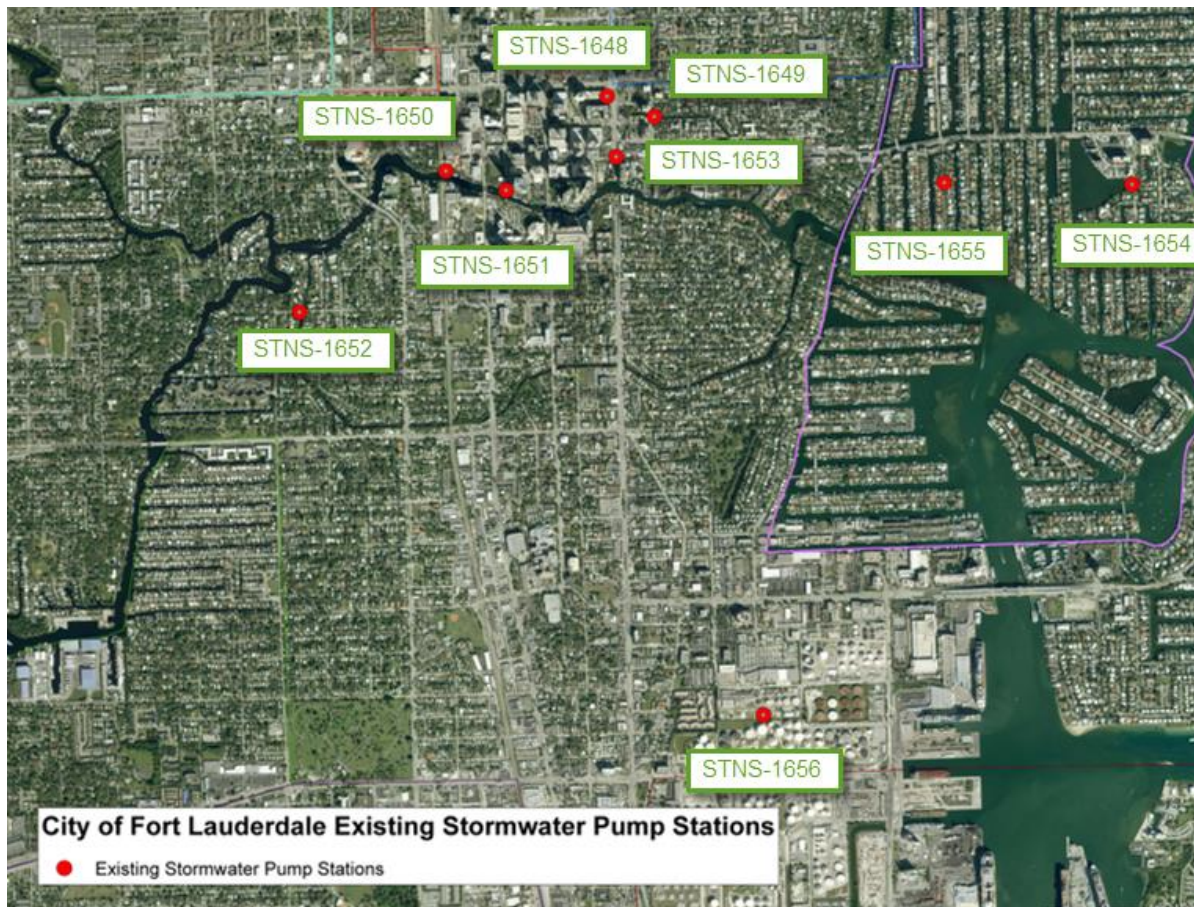 STNS-1648
STNS-1649
STNS-1650
STNS-1653
STNS-1651
STNS-1655
STNS-1654
STNS-1652
STNS-1656
City of Fort Lauderdale Existing Stormwater Pump Stations
Existing Stormwater Pump Stations